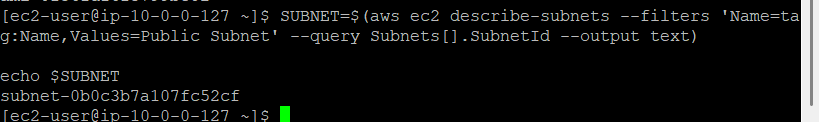 [ec2-user@ip-10-0-0-127 ~]$ SUBNET=$(aws ec2 describe-subnets --filters 'Name=ta
g:Name,Values=Public Subnet' --query Subnets[].SubnetId --output text)
echo $SUBNET
subnet-0b0c3b7a107fc52cf
[ec2-user@ip-10-0-0-127 ~]$